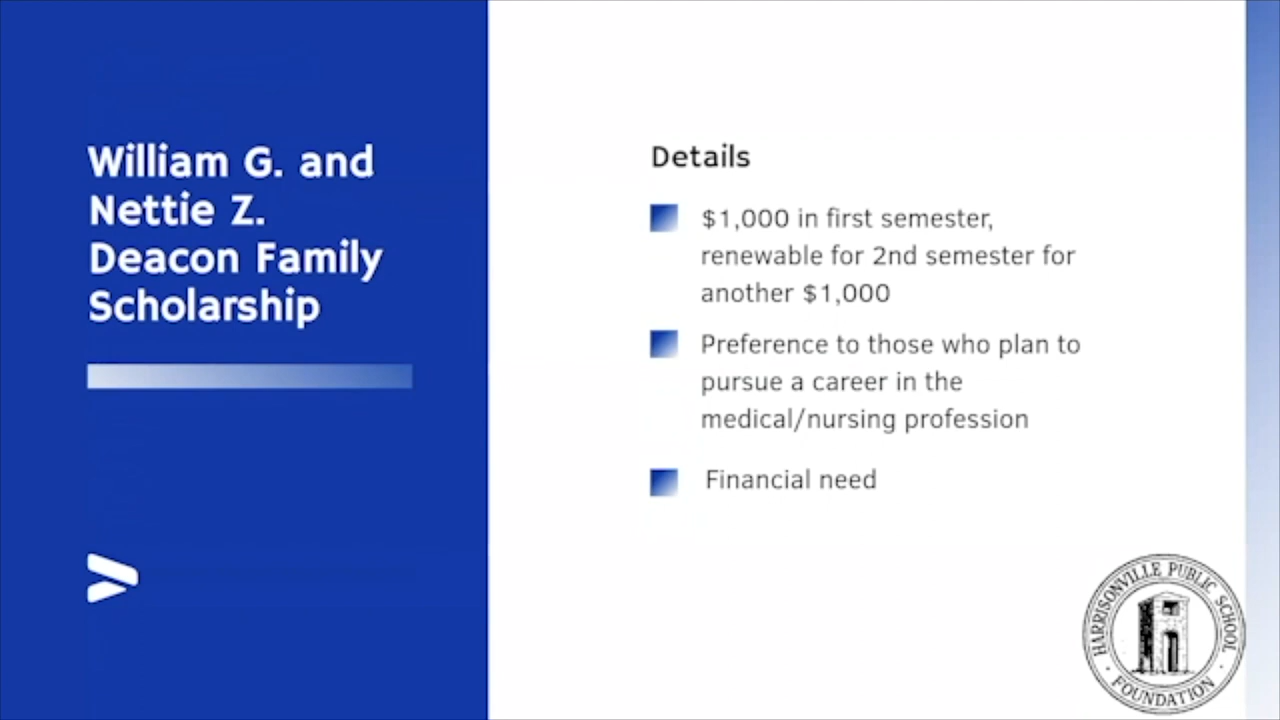 William G. and
Nettie Z.
Deacon Family
Scholarship
Details
$1,000 in first semester,
renewable for 2nd semester for
another $1,000
Preference to those who plan to
pursue a career in the
medical/nursing profession
Financial need
HARRISONVILLE PUBLIC SCHOOL
FOUNDATION